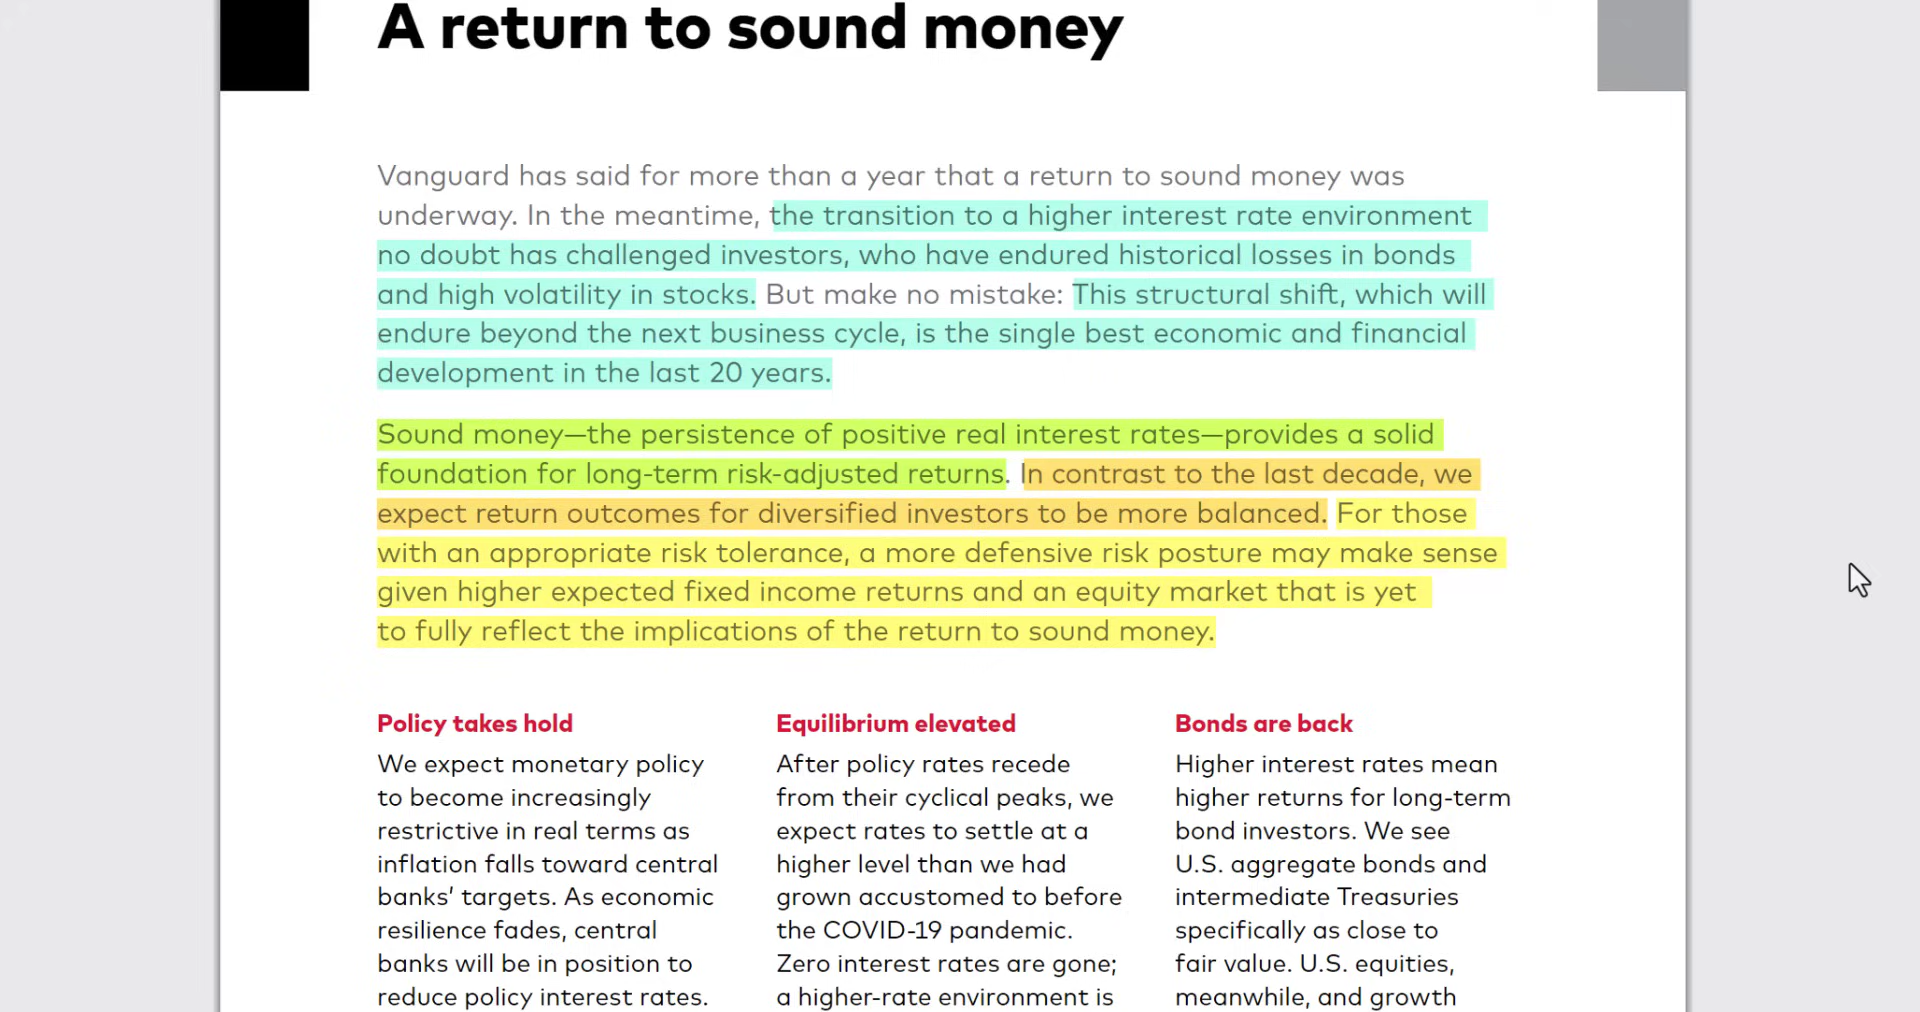 A return to sound money
Vanguard has said for more than a year that a return to sound money was
underway. In the meantime, the transition to a higher interest rate environment
no doubt has challenged investors, who have endured historical losses in bonds
and high volatility in stocks. But make no mistake: This structural shift, which will
endure beyond the next business cycle, is the single best economic and financial
development in the last 20 years.
Sound money—the persistence of positive real interest rates—provides a solid
foundation for long-term risk-adjusted returns. In contrast to the last decade, we
expect return outcomes for diversified investors to be more balanced. For those
with an appropriate risk tolerance, a more defensive risk posture may make sense
given higher expected fixed income returns and an equity market that is yet
to fully reflect the implications of the return to sound money.
Policy takes hold
We expect monetary policy
to become increasingly
restrictive in real terms as
inflation falls toward central
banks’ targets. As economic
resilience fades, central
banks will be in position to
reduce policy interest rates.
Equilibrium elevated
After policy rates recede
from their cyclical peaks, we
expect rates to settle at a
higher level than we had
grown accustomed to before
the COVID-19 pandemic.
Zero interest rates are gone;
a higher-rate environment is
Bonds are back
Higher interest rates mean
higher returns for long-term
bond investors. We see
U.S. aggregate bonds and
intermediate Treasuries
specifically as close to
fair value. U.S. equities,
meanwhile, and growth